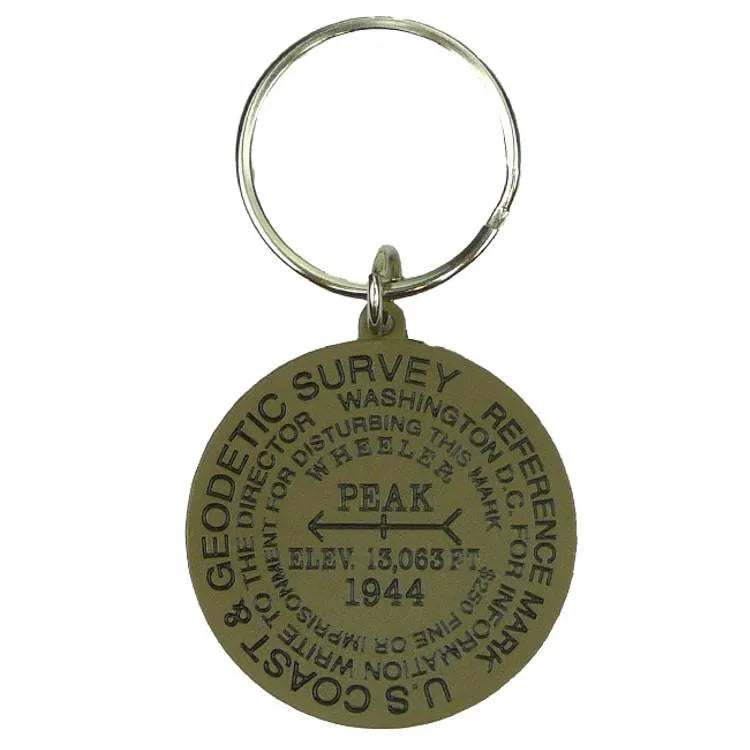 U.S COAST & GEODETIC SURVEY REFERENCE MARK
FOR INFORMATION WRITE TO THE DIRECTOR WASHINGTON D.C.
$250 FINE OR IMPRISONMENT FOR DISTURBING THIS MARK
WHEELER
PEAK
ELEV. 13,063 FT.
1944